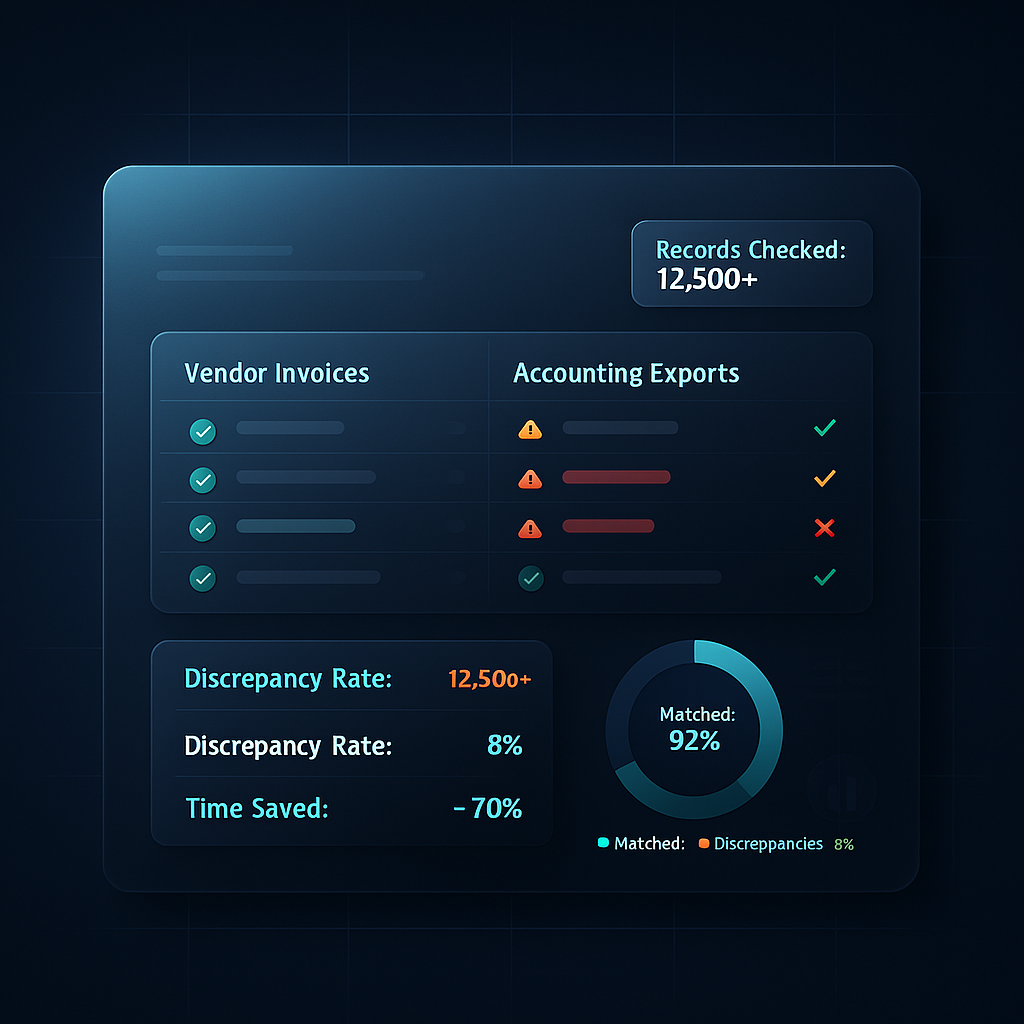 Records Checked:
12,500+
Vendor Invoices
Accounting Exports
Discrepancy Rate: 12,500+
Discrepancy Rate: 8%
Time Saved: –70%
Matched:
92%
Matched: Discreppancies 8%